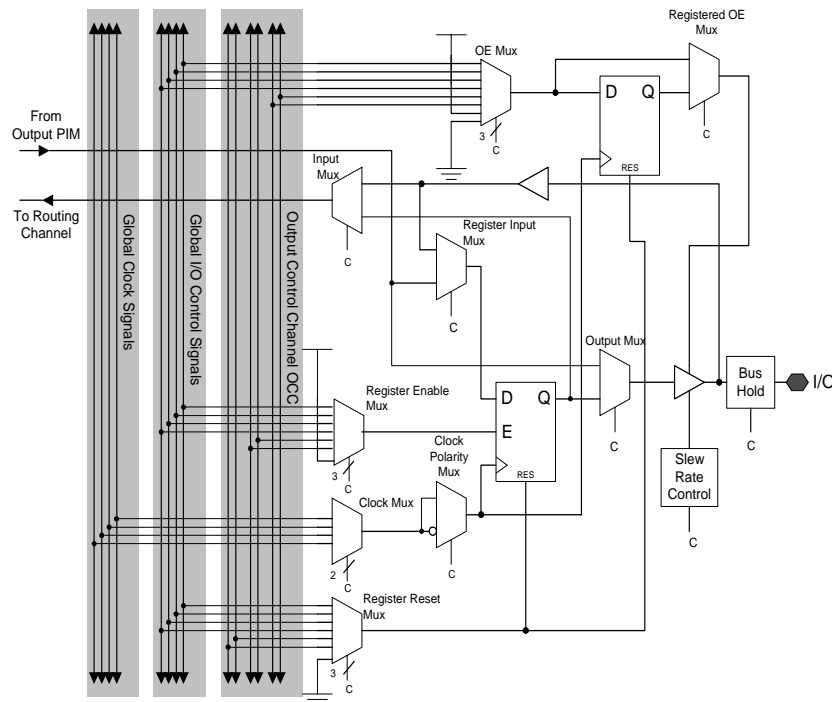 Registered OE
Mux
OE Mux
D Q
RES
3
C
C
From
Output PIM
Input
Mux
To Routing
Channel
C
Register Input
Mux
C
Global Clock Signals
Global I/O Control Signals
Output Control Channel OCC
Output Mux
C
Bus
Hold
I/O
C
Slew
Rate
Control
C
Register Enable
Mux
3
C
D Q
E
RES
Clock
Polarity
Mux
C
Clock Mux
2
C
Register Reset
Mux
3
C